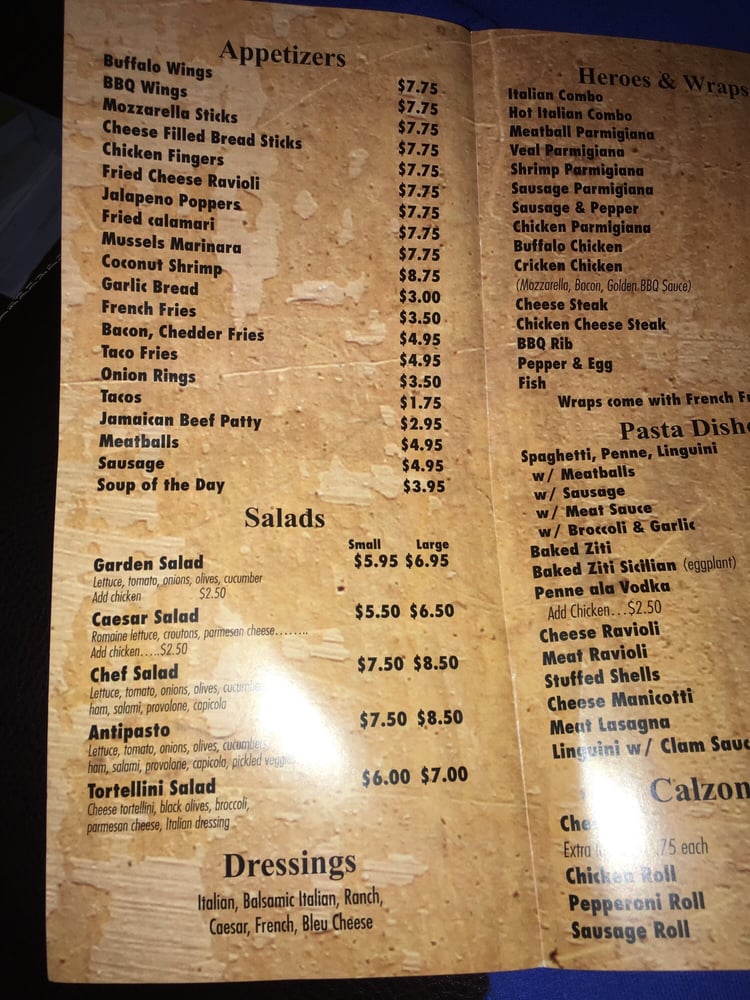 Appetizers
Buffalo Wings $7.75
BBQ Wings $7.75
Mozzarella Sticks $7.75
Cheese Filled Bread Sticks $7.75
Chicken Fingers $7.75
Fried Cheese Ravioli $7.75
Jalapeno Poppers $7.75
Fried calamari $7.75
Mussels Marinara $7.75
Coconut Shrimp $8.75
Garlic Bread $3.00
French Fries $3.50
Bacon, Chedder Fries $4.95
Taco Fries $4.95
Onion Rings $3.50
Tacos $1.75
Jamaican Beef Patty $2.95
Meatballs $4.95
Sausage $4.95
Soup of the Day $3.95
Salads
Small Large
Garden Salad $5.95 $6.95
Lettuce, tomato, onions, olives, cucumber
Add chicken $2.50
Caesar Salad $5.50 $6.50
Romaine lettuce, croutons, parmesan cheese........
Add chicken.....$2.50
Chef Salad $7.50 $8.50
Lettuce, tomato, onions, olives,
ham, salami, provolone, capicola
Antipasto $7.50 $8.50
Lettuce, tomato, onions, olives, cucumbers,
ham, salami, provolone, capicola, pickled
Tortellini Salad $6.00 $7.00
Cheese tortellini, black olives, broccoli,
parmesan cheese, Italian dressing
Dressings
Italian, Balsamic Italian, Ranch,
Caesar, French, Bleu Cheese
Heroes & Wraps
Italian Combo
Hot Italian Combo
Meatball Parmigiana
Veal Parmigiana
Shrimp Parmigiana
Sausage Parmigiana
Sausage & Pepper
Chicken Parmigiana
Buffalo Chicken
Cricken Chicken
(Mozzarella, Bacon, Golden BBQ Sauce)
Cheese Steak
Chicken Cheese Steak
BBQ Rib
Pepper & Egg
Fish
Wraps come with French Fr
Pasta Dishe
Spaghetti, Penne, Linguini
w/ Meatballs
w/ Sausage
w/ Meat Sauce
w/ Broccoli & Garlic
Baked Ziti
Baked Ziti Sicilian (eggplant)
Penne ala Vodka
Add Chicken...$2.50
Cheese Ravioli
Meat Ravioli
Stuffed Shells
Cheese Manicotti
Meat Lasagna
Linguini w/ Clam Sauc
Calzon
Che
Extra .75 each
Chicken Roll
Pepperoni Roll
Sausage Roll